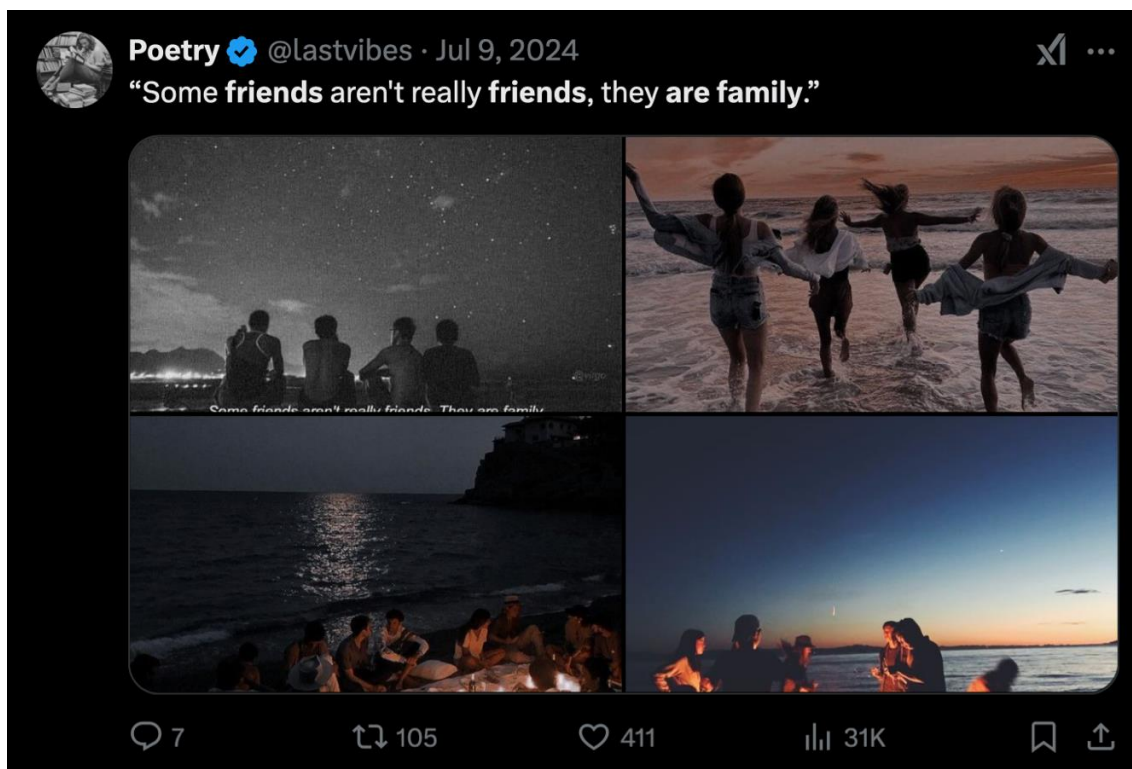 Poetry @lastvibes · Jul 9, 2024
“Some friends aren't really friends, they are family.”
Some friends aren't really friends. They are family
7 105 411 31K